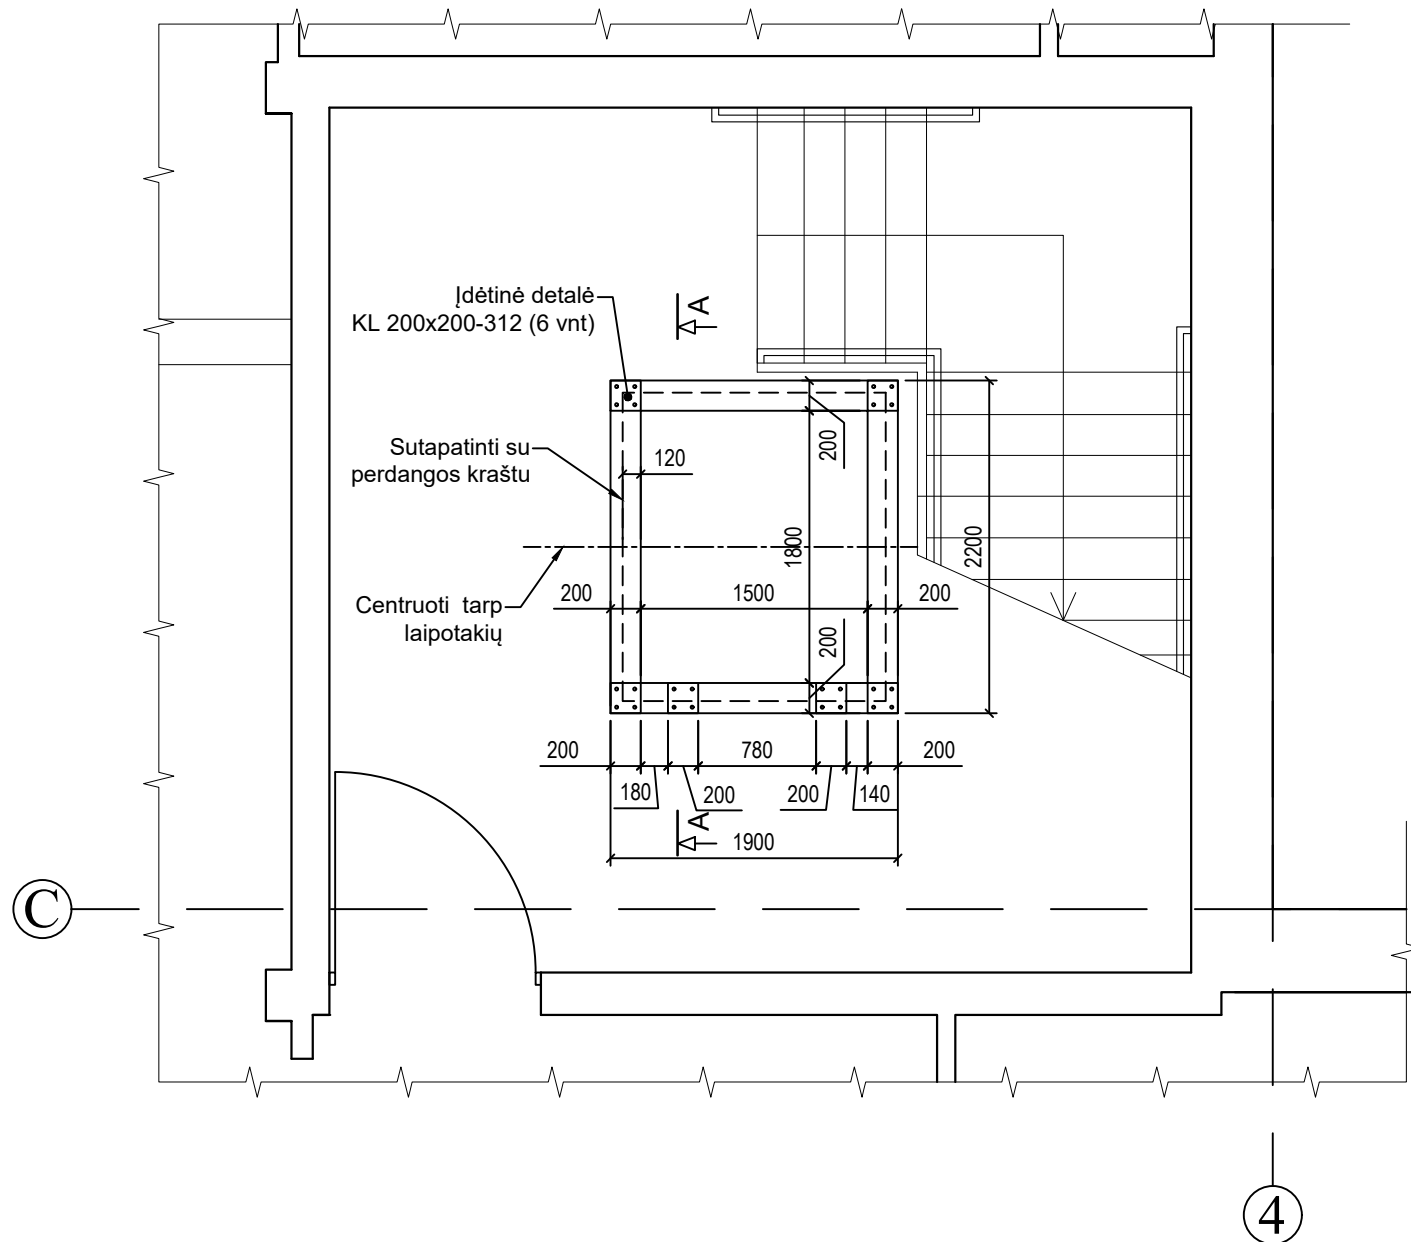 Įdėtinė detalė
KL 200x200-312 (6 vnt)
A
Sutapatinti su
perdangos kraštu
120
200
1800
2200
Centruoti tarp
laipotakių
200
1500
200
200
200
780
200
180
200
200
140
A
1900
C
4